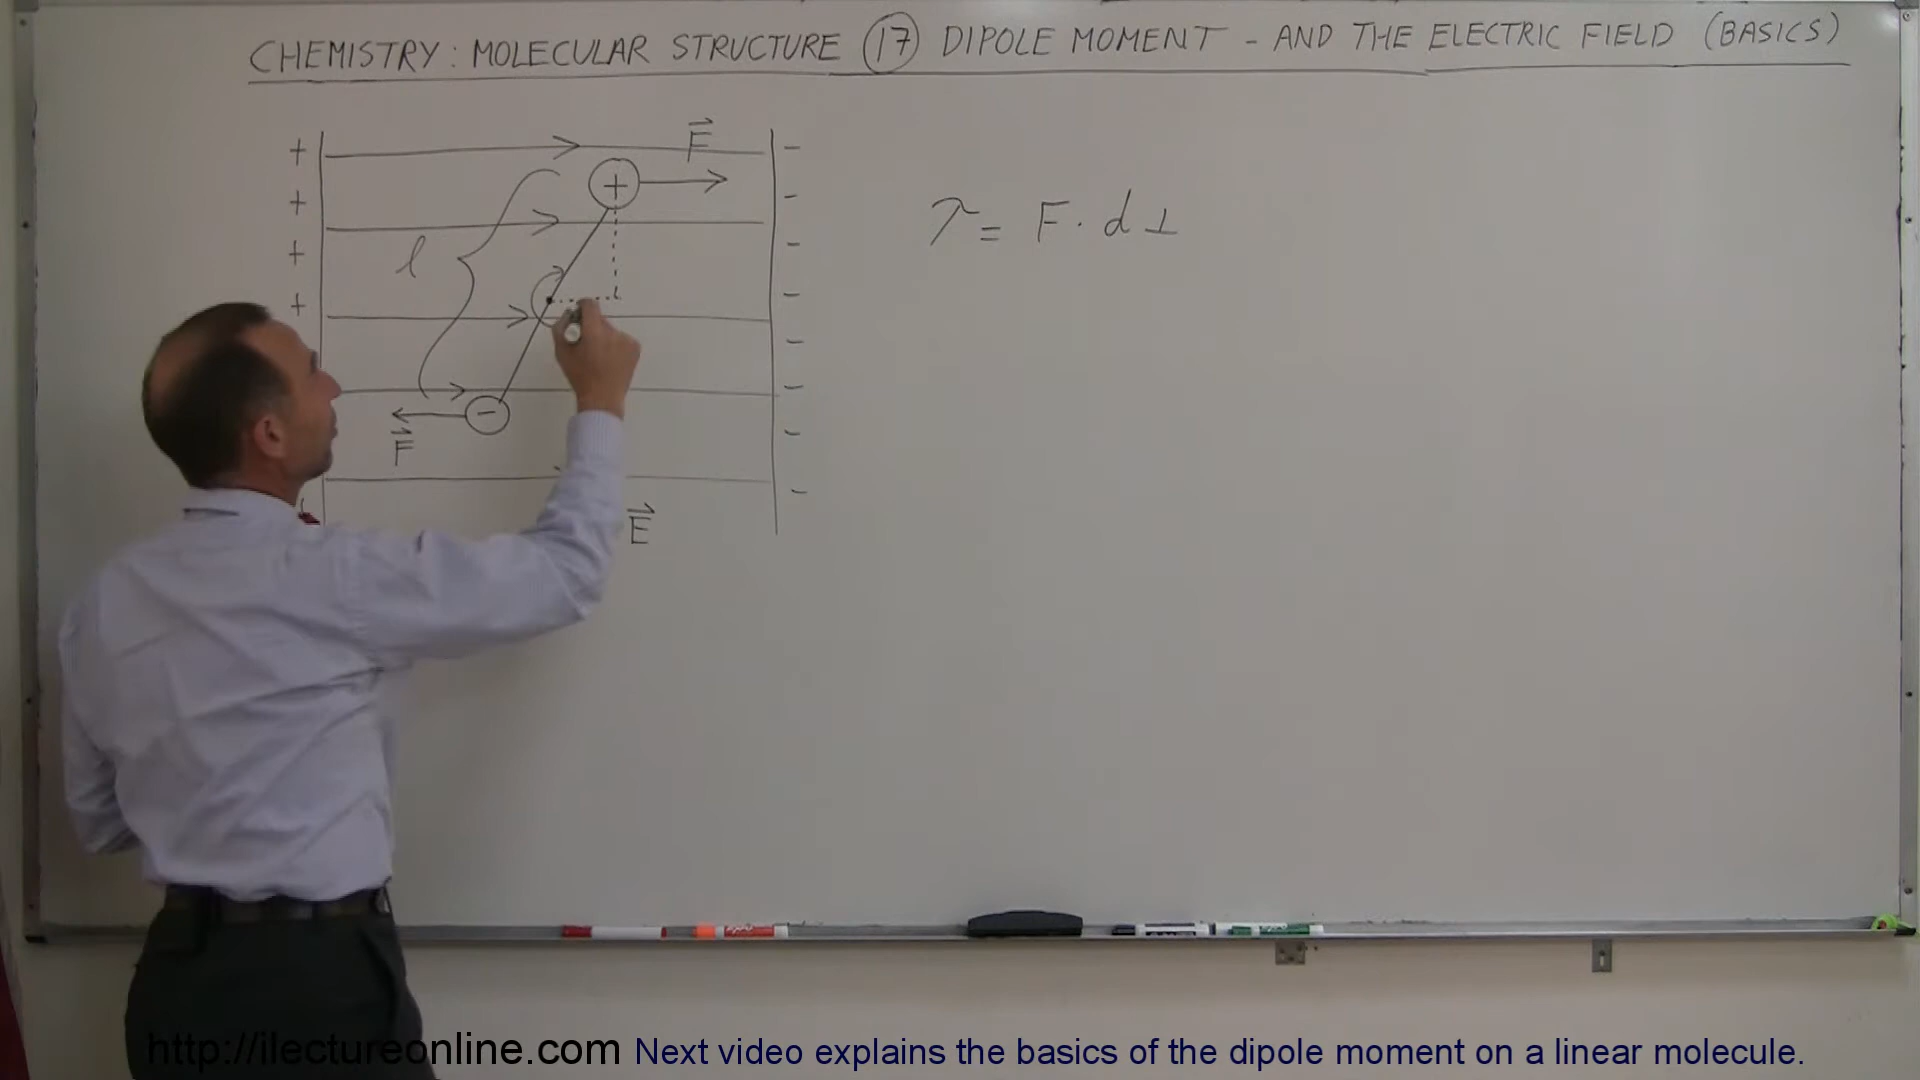 CHEMISTRY: MOLECULAR STRUCTURE (17) DIPOLE MOMENT - AND THE ELECTRIC FIELD (BASICS)
+ -
F⃗
+
+ -
τ = F · d⊥
+ -
l
+ -
-
-
-
F⃗
-
-
E⃗
http://ilectureonline.com Next video explains the basics of the dipole moment on a linear molecule.